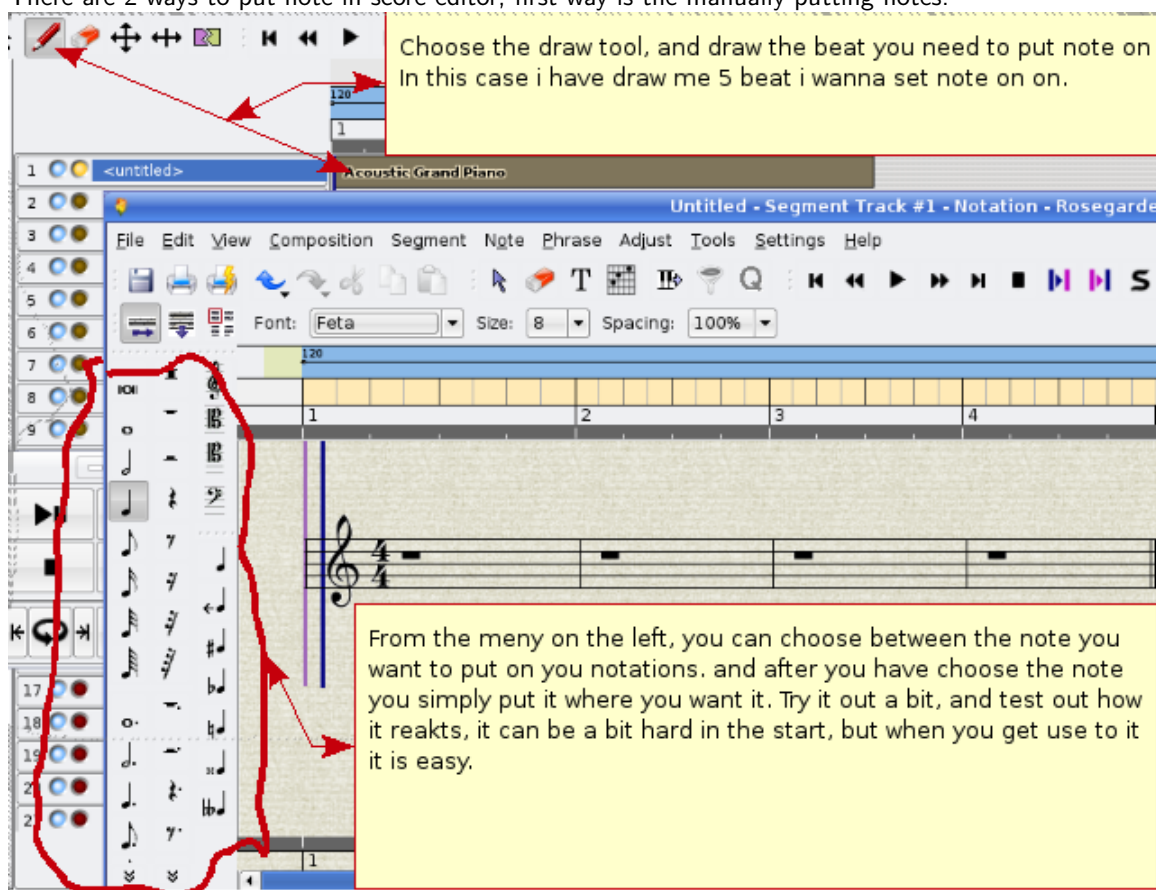 There are 2 ways to put note in score editor, first way is the manually putting notes.
Choose the draw tool, and draw the beat you need to put note on
In this case i have draw me 5 beat i wanna set note on on.
120
1
1 <untitled> Acoustic Grand Piano
2
Untitled - Segment Track #1 - Notation - Rosegarde
3
File Edit View Composition Segment Note Phrase Adjust Tools Settings Help
4
T Q S
5
6
Font: Feta Size: 8 Spacing: 100%
7
120
8
1 2 3 4
9
4
4
From the meny on the left, you can choose between the note you
want to put on you notations. and after you have choose the note
you simply put it where you want it. Try it out a bit, and test out how
it reakts, it can be a bit hard in the start, but when you get use to it
it is easy.
17
18
19
2
2
1